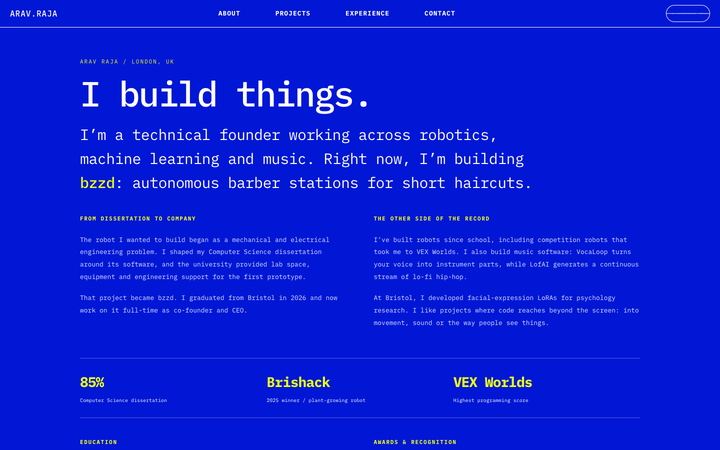 ARAV.RAJA
ABOUT
PROJECTS
EXPERIENCE
CONTACT
ARAV RAJA / LONDON, UK
I build things.
I’m a technical founder working across robotics,
machine learning and music. Right now, I’m building
bzzd: autonomous barber stations for short haircuts.
FROM DISSERTATION TO COMPANY
The robot I wanted to build began as a mechanical and electrical
engineering problem. I shaped my Computer Science dissertation
around its software, and the university provided lab space,
equipment and engineering support for the first prototype.
That project became bzzd. I graduated from Bristol in 2026 and now
work on it full-time as co-founder and CEO.
THE OTHER SIDE OF THE RECORD
I’ve built robots since school, including competition robots that
took me to VEX Worlds. I also build music software: VocaLoop turns
your voice into instrument parts, while LofAI generates a continuous
stream of lo-fi hip-hop.
At Bristol, I developed facial-expression LoRAs for psychology
research. I like projects where code reaches beyond the screen: into
movement, sound or the way people see things.
85%
Computer Science dissertation
Brishack
2025 winner / plant-growing robot
VEX Worlds
Highest programming score
EDUCATION
AWARDS & RECOGNITION